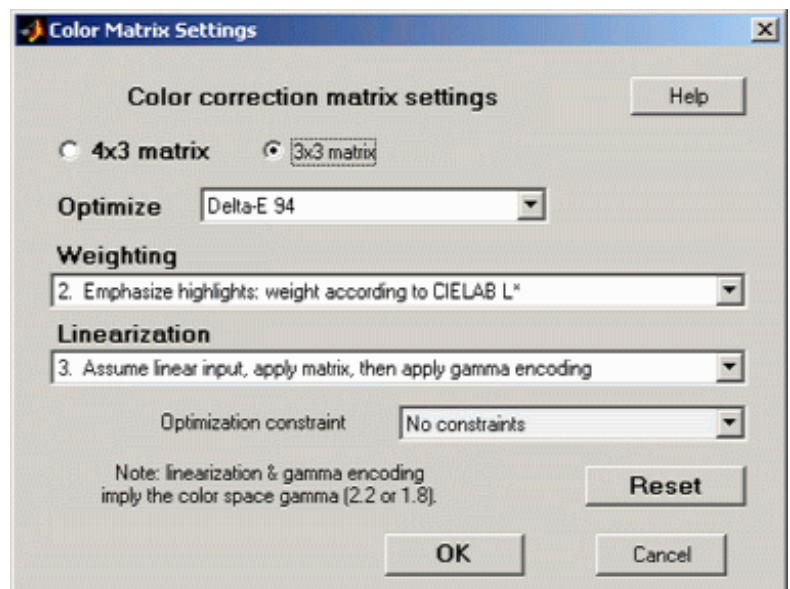 Color Matrix Settings
Color correction matrix settings
Help
4x3 matrix
3x3 matrix
Optimize
Delta-E 94
Weighting
2. Emphasize highlights: weight according to CIELAB L*
Linearization
3. Assume linear input, apply matrix, then apply gamma encoding
Optimization constraint
No constraints
Note: linearization & gamma encoding
imply the color space gamma (2.2 or 1.8).
Reset
OK
Cancel